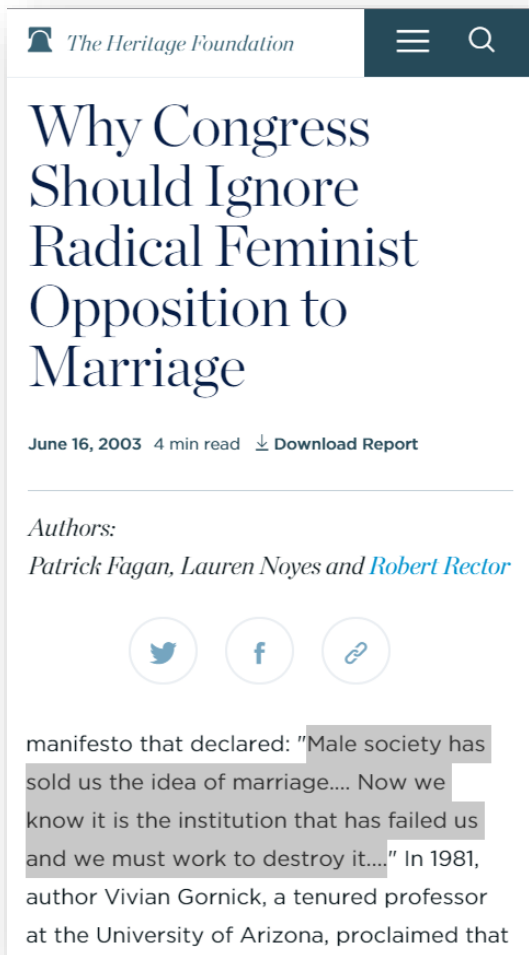 The Heritage Foundation
Why Congress
Should Ignore
Radical Feminist
Opposition to
Marriage
June 16, 2003 4 min read Download Report
Authors:
Patrick Fagan, Lauren Noyes and Robert Rector
manifesto that declared: "Male society has
sold us the idea of marriage.... Now we
know it is the institution that has failed us
and we must work to destroy it...." In 1981,
author Vivian Gornick, a tenured professor
at the University of Arizona, proclaimed that